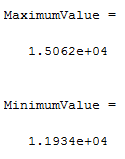 MaximumValue =
1.5062e+04
MinimumValue =
1.1934e+04